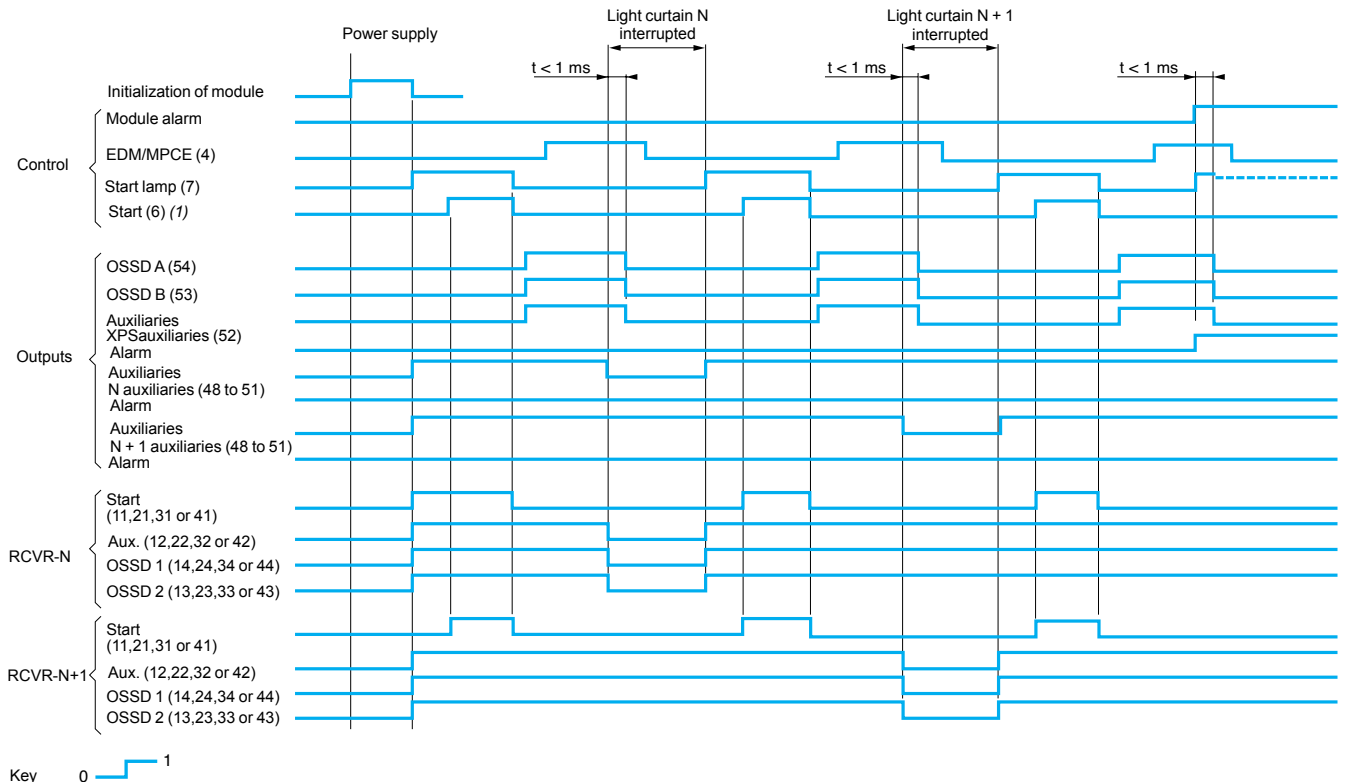 Power supply
Light curtain N
interrupted
Light curtain N + 1
interrupted
t < 1 ms
t < 1 ms
t < 1 ms
Initialization of module
Control
Module alarm
EDM/MPCE (4)
Start lamp (7)
Start (6) (1)
Outputs
OSSD A (54)
OSSD B (53)
Auxiliaries
XPSauxiliaries (52)
Alarm
Auxiliaries
N auxiliaries (48 to 51)
Alarm
Auxiliaries
N + 1 auxiliaries (48 to 51)
Alarm
RCVR-N
Start
(11,21,31 or 41)
Aux. (12,22,32 or 42)
OSSD 1 (14,24,34 or 44)
OSSD 2 (13,23,33 or 43)
RCVR-N+1
Start
(11,21,31 or 41)
Aux. (12,22,32 or 42)
OSSD 1 (14,24,34 or 44)
OSSD 2 (13,23,33 or 43)
Key 0 1